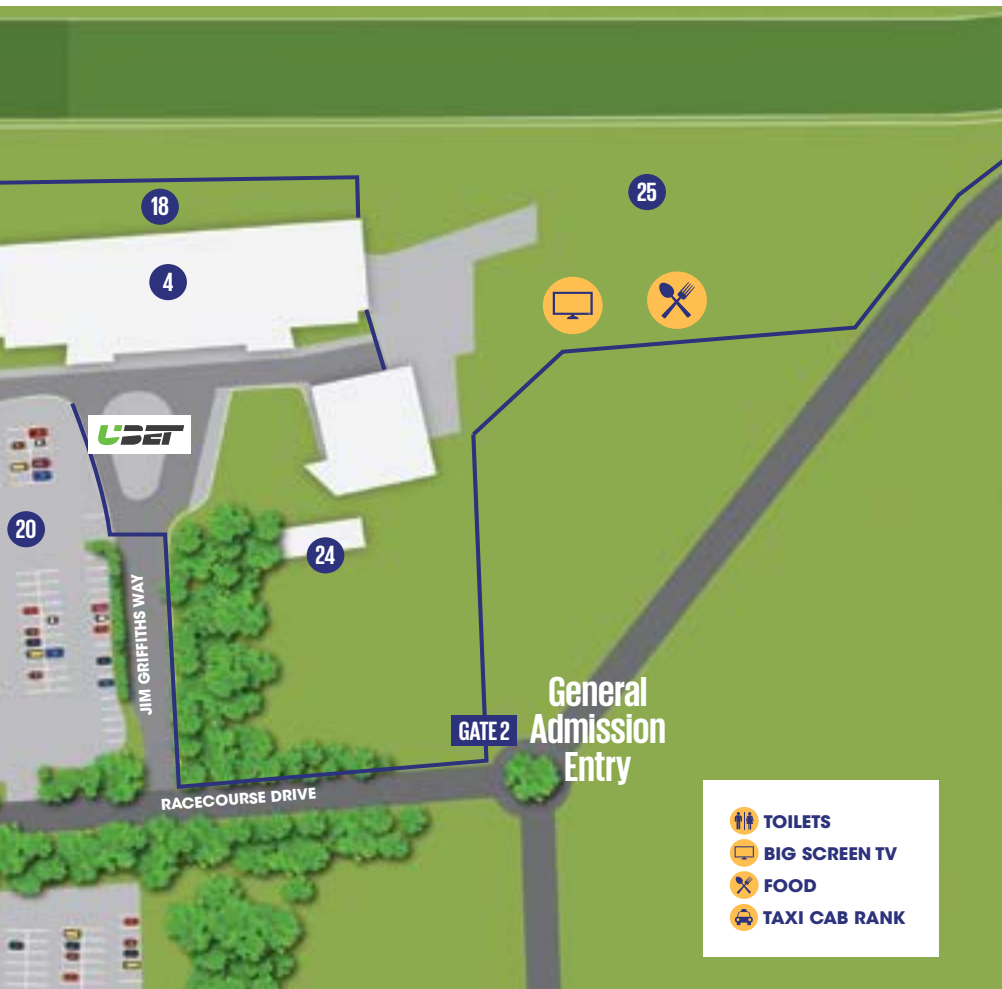 18
25
4
UBET
20
24
JIM GRIFFITHS WAY
GATE 2
General
Admission
Entry
RACECOURSE DRIVE
TOILETS
BIG SCREEN TV
FOOD
TAXI CAB RANK